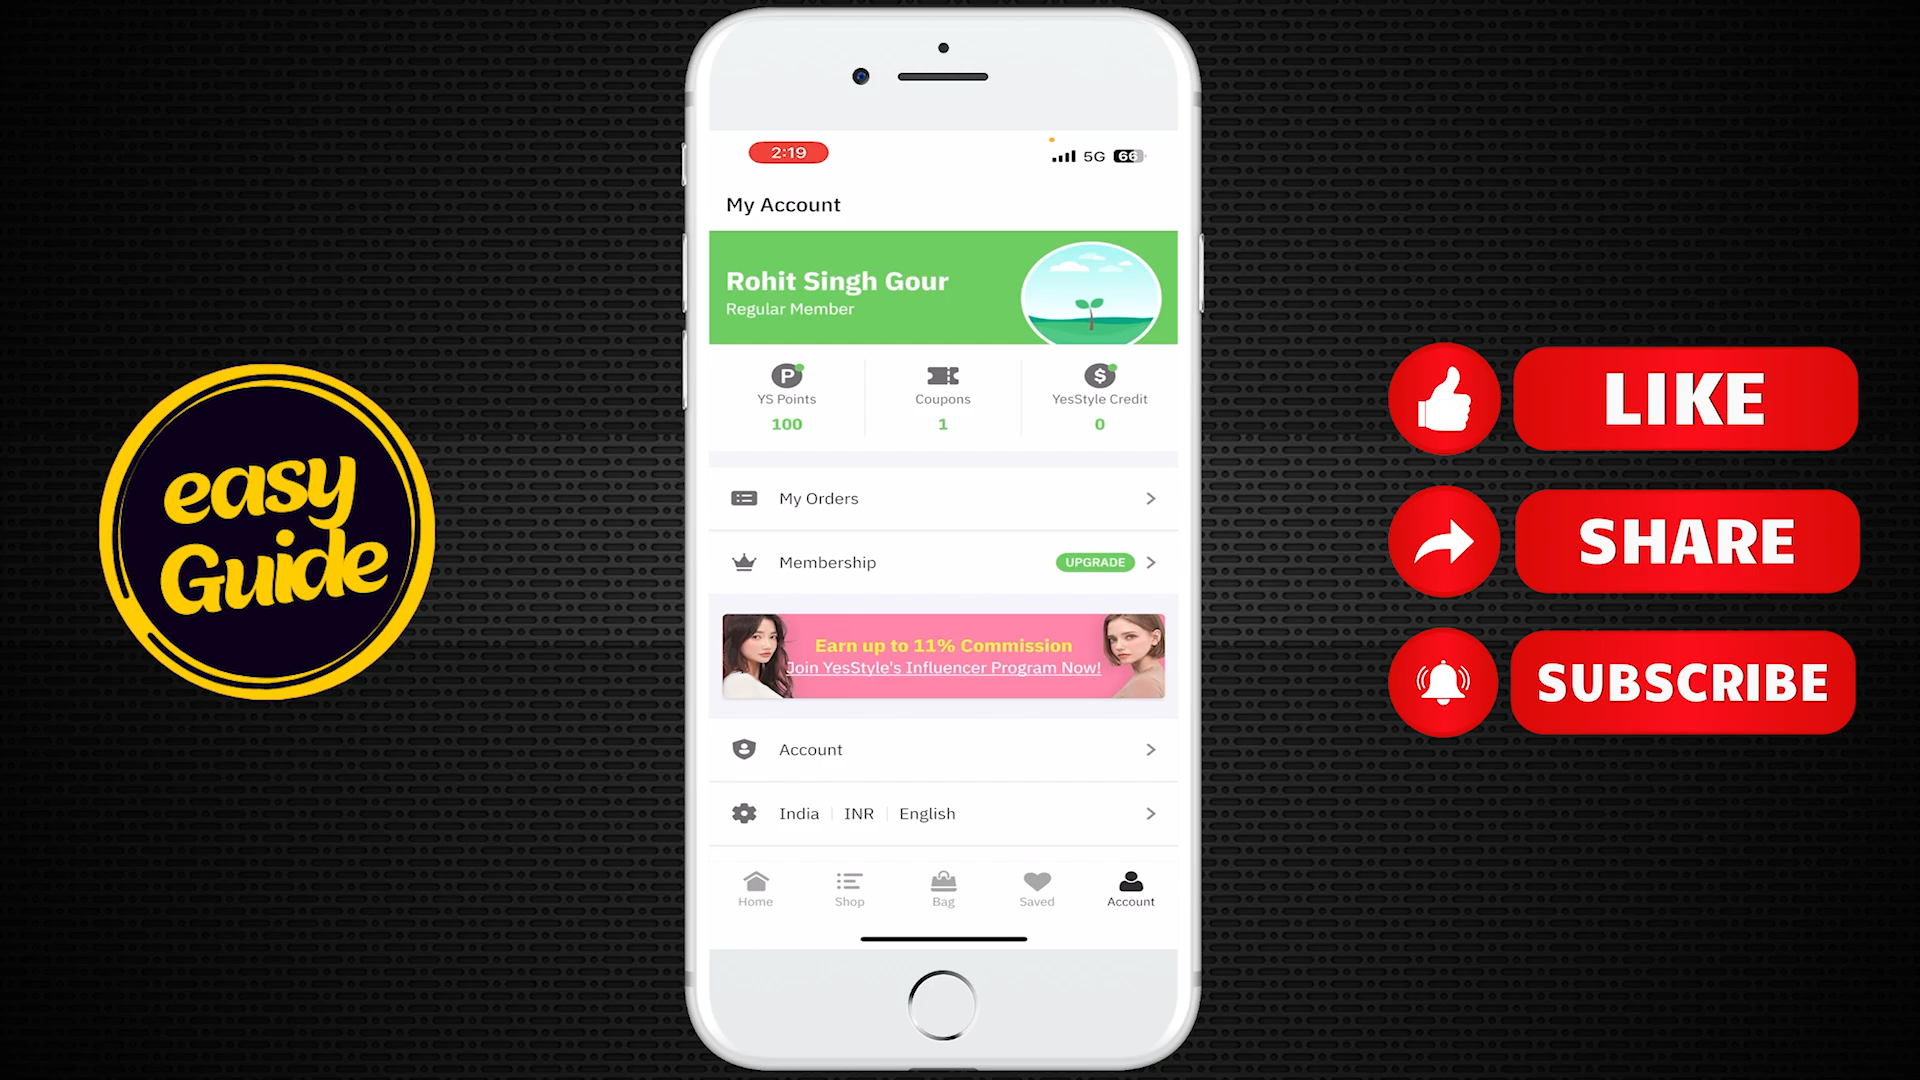 2:19
5G 66
My Account
Rohit Singh Gour
Regular Member
P
$
YS Points
Coupons
YesStyle Credit
100
1
0
My Orders
Membership
UPGRADE
Earn up to 11% Commission
Join YesStyle's Influencer Program Now!
Account
India
INR
English
Home
Shop
Bag
Saved
Account
easy
Guide
LIKE
SHARE
SUBSCRIBE